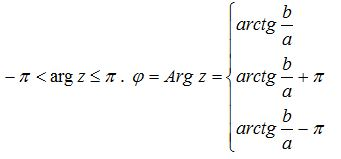 −π < arg z ≤ π . φ = Arg z = { arctg b/a
arctg b/a + π
arctg b/a − π